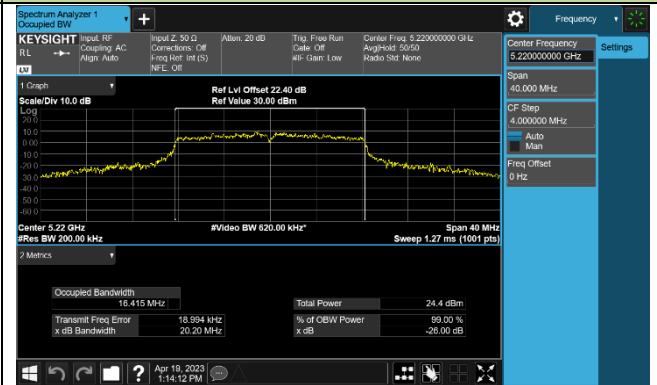 Spectrum Analyzer 1
Occupied BW
+
Frequency
KEYSIGHT
RL
LXI
Input: RF
Coupling: AC
Align: Auto
Input Z: 50 Ω
Corrections: Off
Freq Ref: Int (S)
NFE: Off
Atten: 20 dB
Trig: Free Run
Gate: Off
#IF Gain: Low
Center Freq: 5.220000000 GHz
Avg|Hold: 50/50
Radio Std: None
Center Frequency
5.220000000 GHz
Settings
Span
40.000 MHz
CF Step
4.000000 MHz
Auto
Man
Freq Offset
0 Hz
1 Graph
Scale/Div 10.0 dB
Ref Lvl Offset 22.40 dB
Ref Value 30.00 dBm
Log
20.0
10.0
0.00
-10.0
-20.0
-30.0
-40.0
-50.0
-60.0
Center 5.22 GHz
#Res BW 200.00 kHz
#Video BW 620.00 kHz*
Span 40 MHz
Sweep 1.27 ms (1001 pts)
2 Metrics
Occupied Bandwidth
16.415 MHz
Total Power 24.4 dBm
Transmit Freq Error 18.994 kHz
% of OBW Power 99.00 %
x dB Bandwidth 20.20 MHz
x dB -26.00 dB
?
Apr 19, 2023
1:14:12 PM